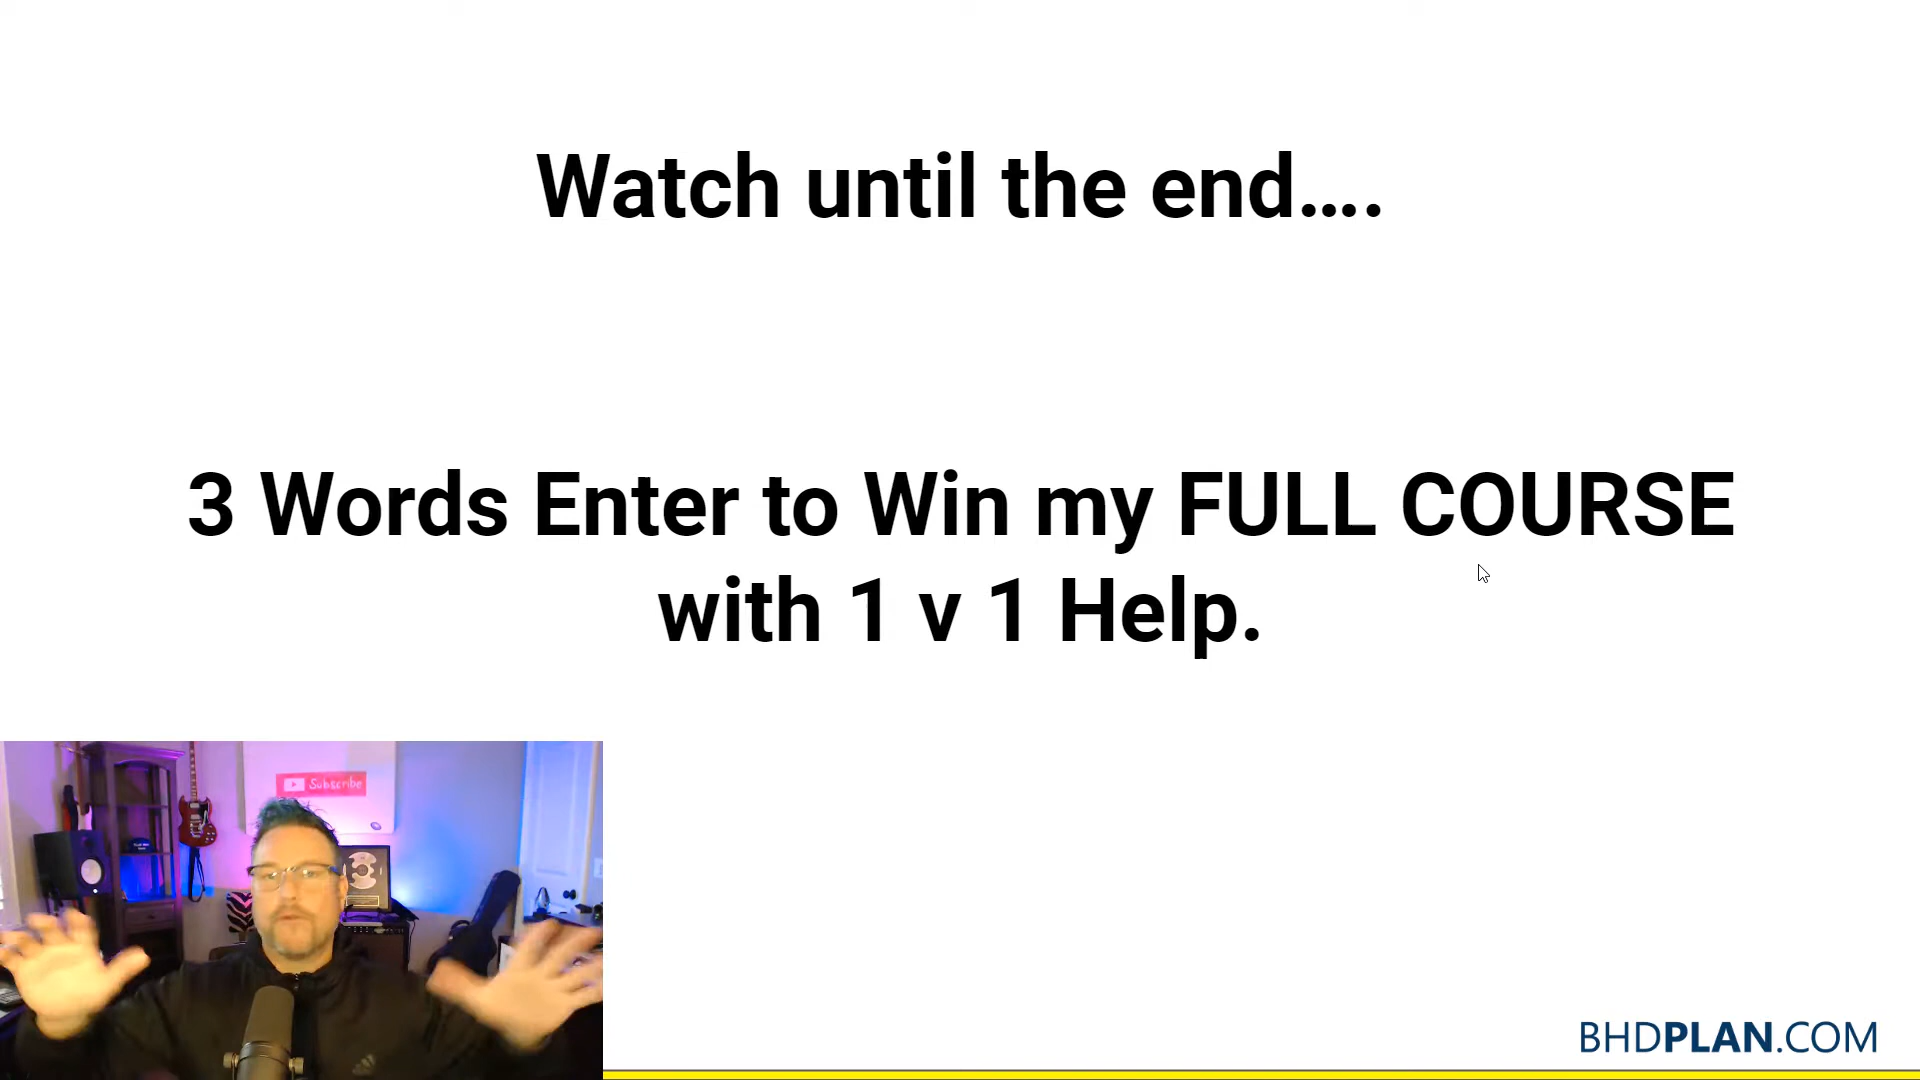 Watch until the end....
3 Words Enter to Win my FULL COURSE
with 1 v 1 Help.
Subscribe
BHDPLAN.COM